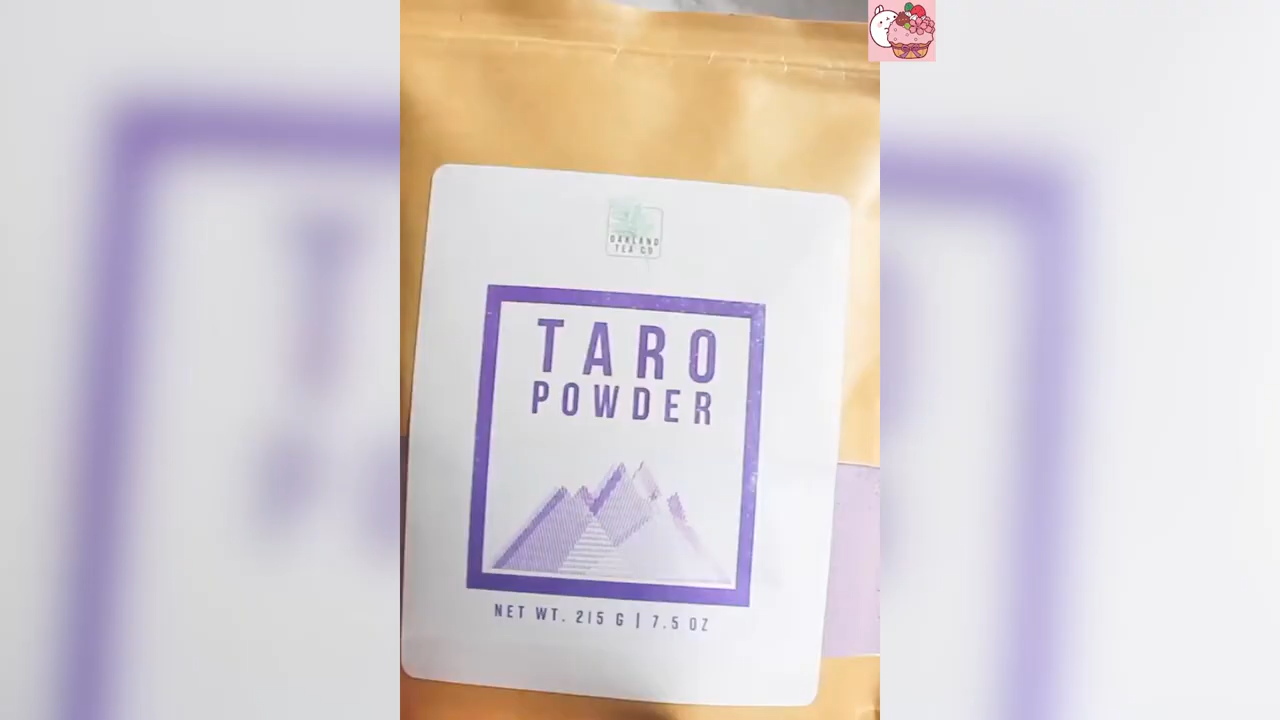 OAKLAND
TEA CO
TARO
POWDER
NET WT. 215 G | 7.5 OZ